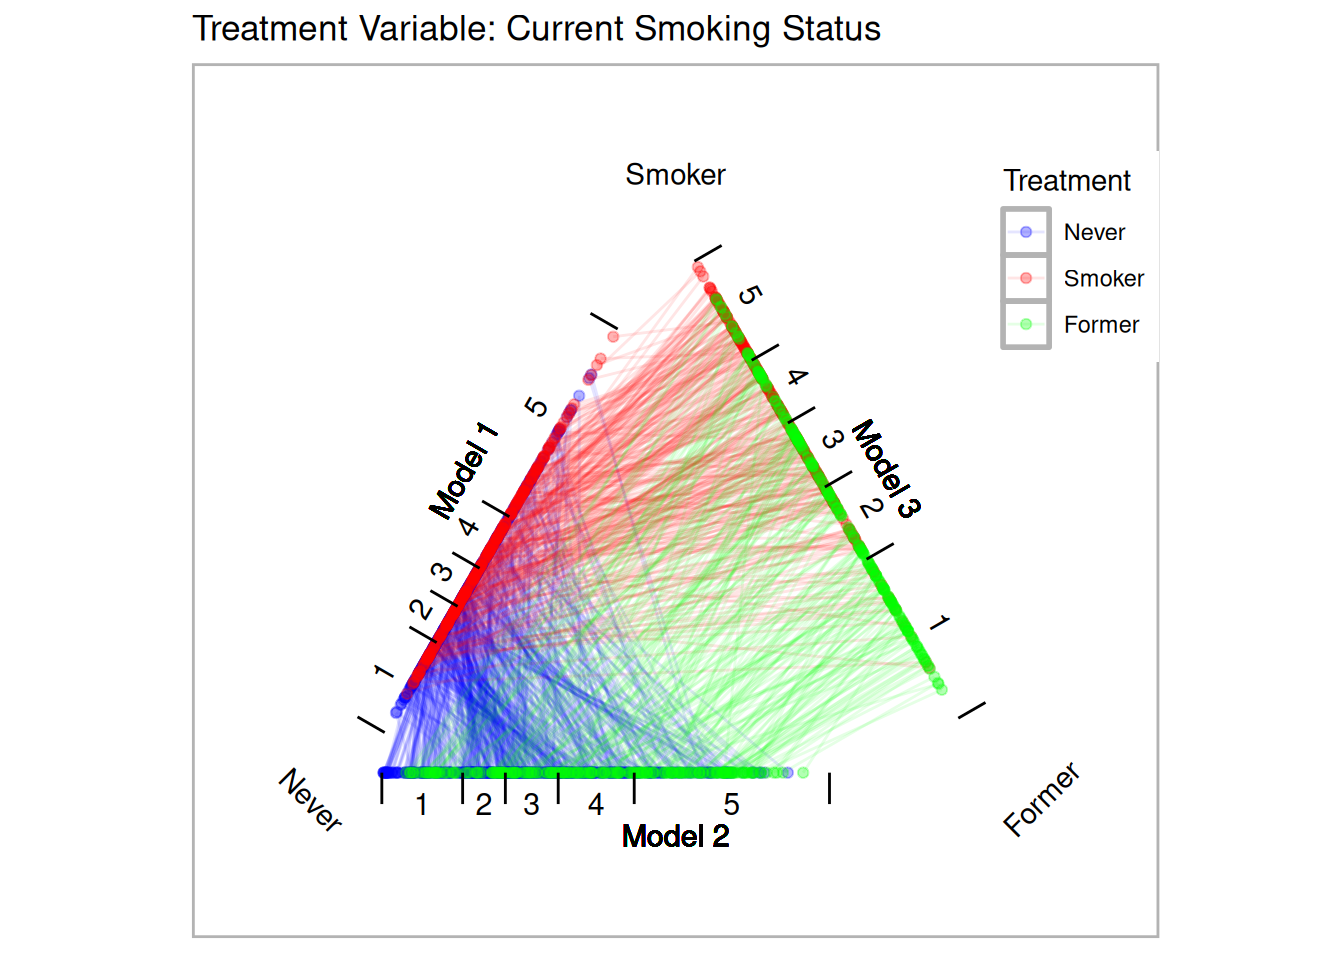 Treatment Variable: Current Smoking Status
Smoker
Treatment
Never
Smoker
Former
Model 1
5
4
3
2
1
Model 3
5
4
3
2
1
Never
1 2 3 4 5
Model 2
Former